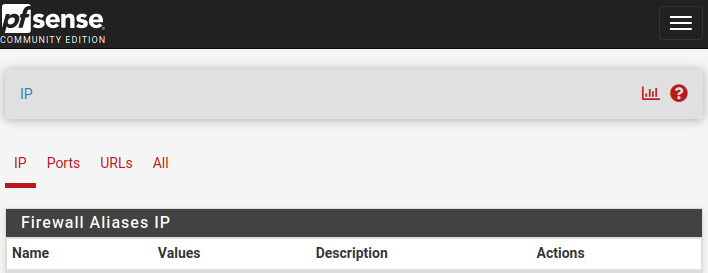 pfsense
COMMUNITY EDITION
IP
IP Ports URLs All
Firewall Aliases IP
Name Values Description Actions